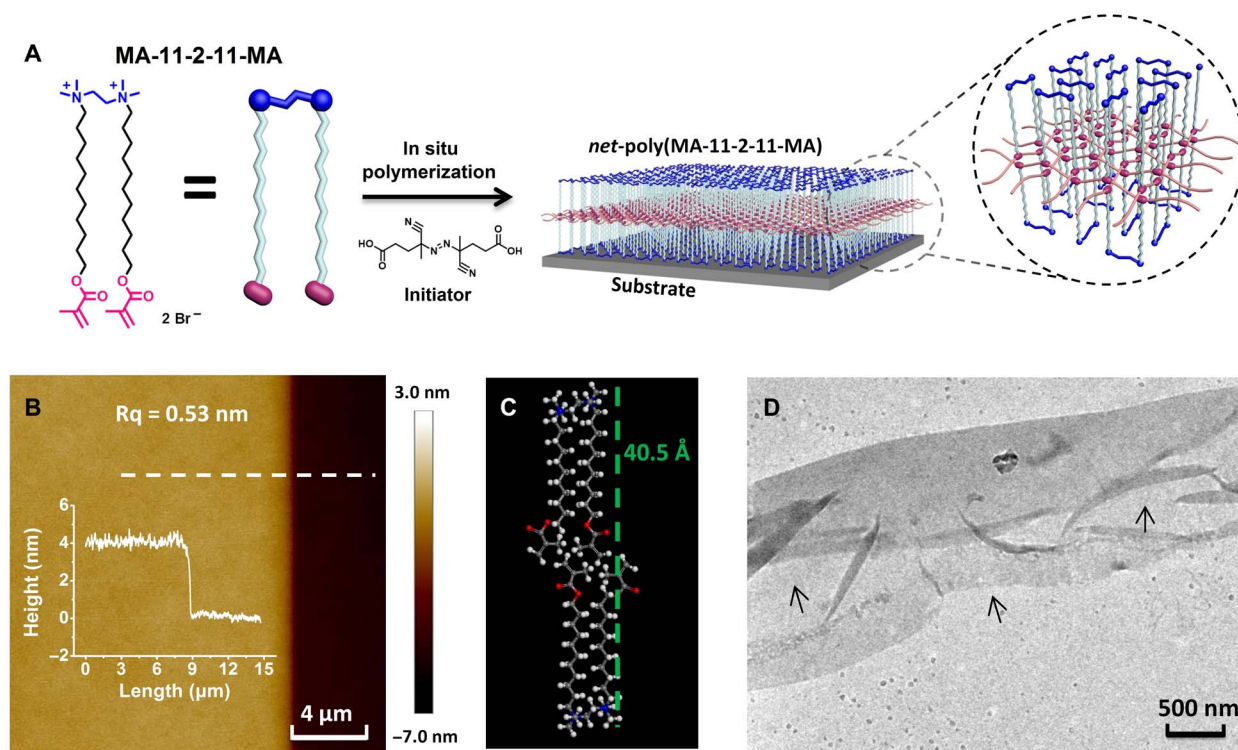 A
MA-11-2-11-MA
+
+
N
N
O
O
O
O
2 Br⁻
=
In situ
polymerization
HO
O
CN
N
N
CN
O
OH
Initiator
net-poly(MA-11-2-11-MA)
Substrate
B
Rq = 0.53 nm
Height (nm)
6
4
2
0
−2
0 3 6 9 12 15
Length (μm)
4 μm
3.0 nm
−7.0 nm
C
40.5 Å
D
500 nm